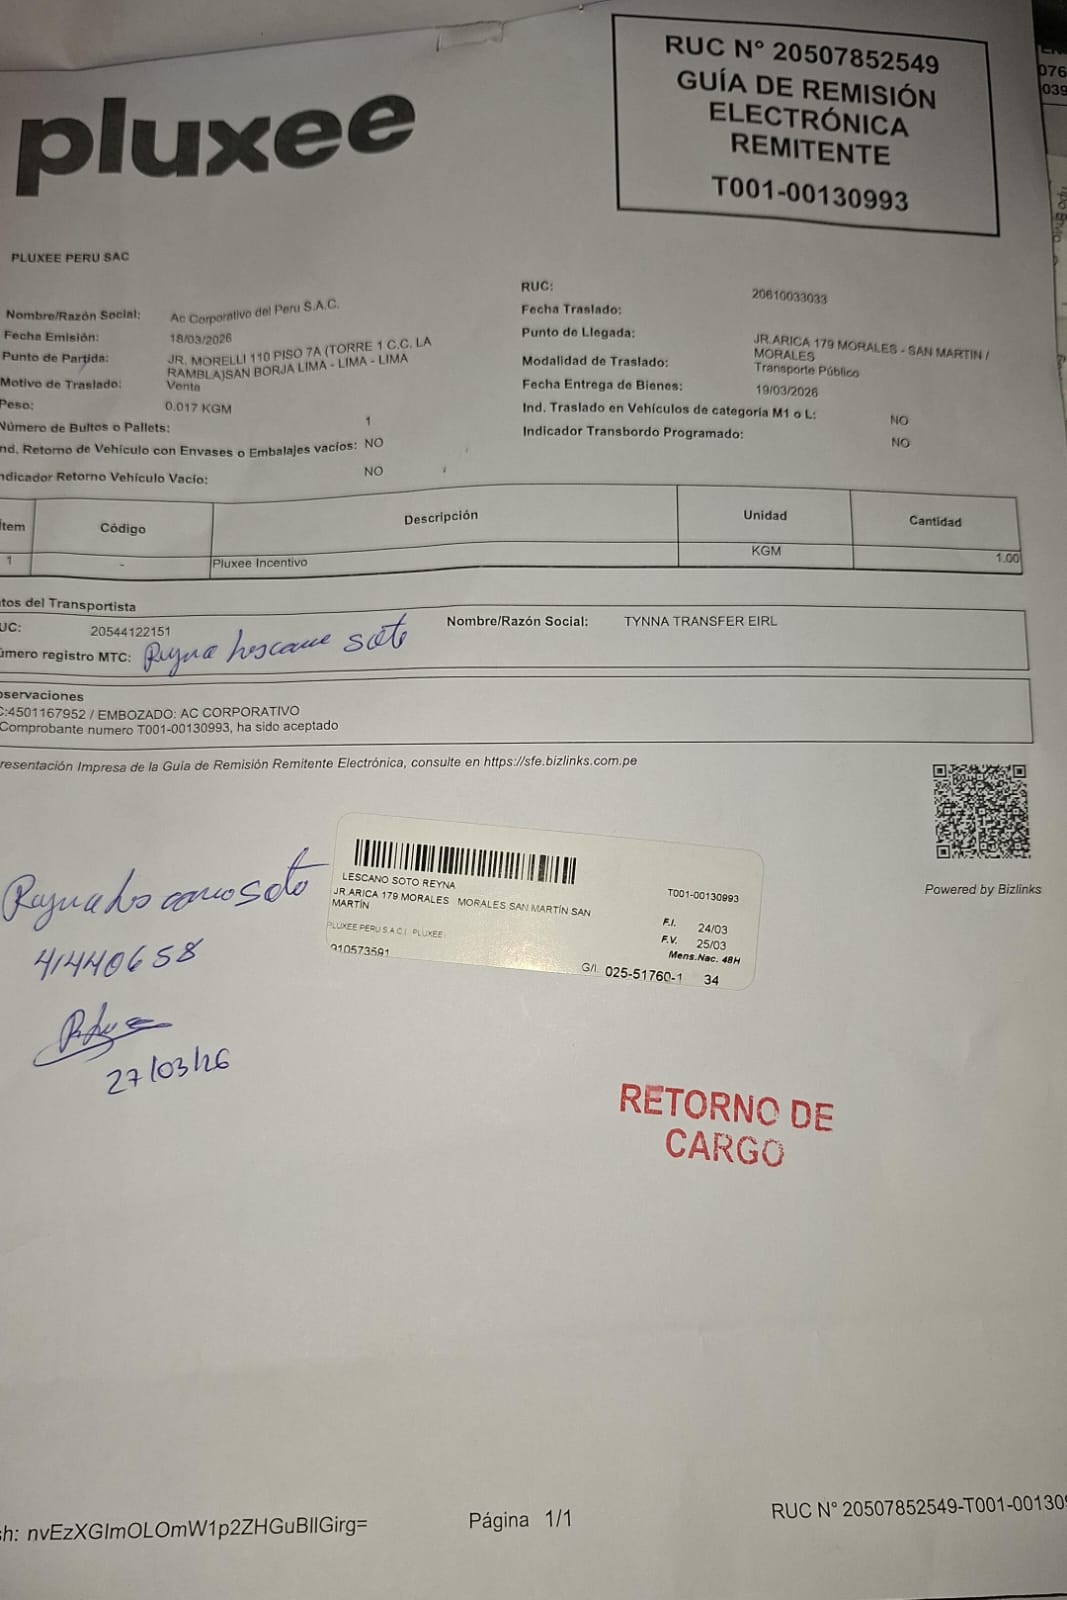 pluxee
RUC N° 20507852549
GUÍA DE REMISIÓN
ELECTRÓNICA
REMITENTE
T001-00130993
PLUXEE PERU SAC
Nombre/Razón Social: Ac Corporativo del Peru S.A.C.
Fecha Emisión: 18/03/2026
Punto de Partida: JR. MORELLI 110 PISO 7A (TORRE 1 C.C. LA
RAMBLA)SAN BORJA LIMA - LIMA - LIMA
Motivo de Traslado: Venta
Peso: 0.017 KGM
Número de Bultos o Pallets: 1
nd. Retorno de Vehículo con Envases o Embalajes vacíos: NO
ndicador Retorno Vehículo Vacío: NO
RUC: 20610033033
Fecha Traslado:
Punto de Llegada: JR.ARICA 179 MORALES - SAN MARTIN /
MORALES
Modalidad de Traslado: Transporte Público
Fecha Entrega de Bienes: 19/03/2026
Ind. Traslado en Vehículos de categoría M1 o L: NO
Indicador Transbordo Programado: NO
Ítem Código Descripción Unidad Cantidad
1 - Pluxee Incentivo KGM 1.00
tos del Transportista
UC: 20544122151 Nombre/Razón Social: TYNNA TRANSFER EIRL
úmero registro MTC: Reyna Lescano Soto
oservaciones
C:4501167952 / EMBOZADO: AC CORPORATIVO
Comprobante numero T001-00130993, ha sido aceptado
resentación Impresa de la Guía de Remisión Remitente Electrónica, consulte en https://sfe.bizlinks.com.pe
Powered by Bizlinks
Reyna Lescano Soto
41440658
27/03/26
LESCANO SOTO REYNA
JR.ARICA 179 MORALES MORALES SAN MARTÍN SAN
MARTÍN
PLUXEE PERU S.A.C.|. PLUXEE:
910573591
T001-00130993
F.I. 24/03
F.V. 25/03
Mens.Nac. 48H
G/I. 025-51760-1 34
RETORNO DE
CARGO
sh: nvEzXGImOLOmW1p2ZHGuBIlGirg=
Página 1/1
RUC N° 20507852549-T001-00130